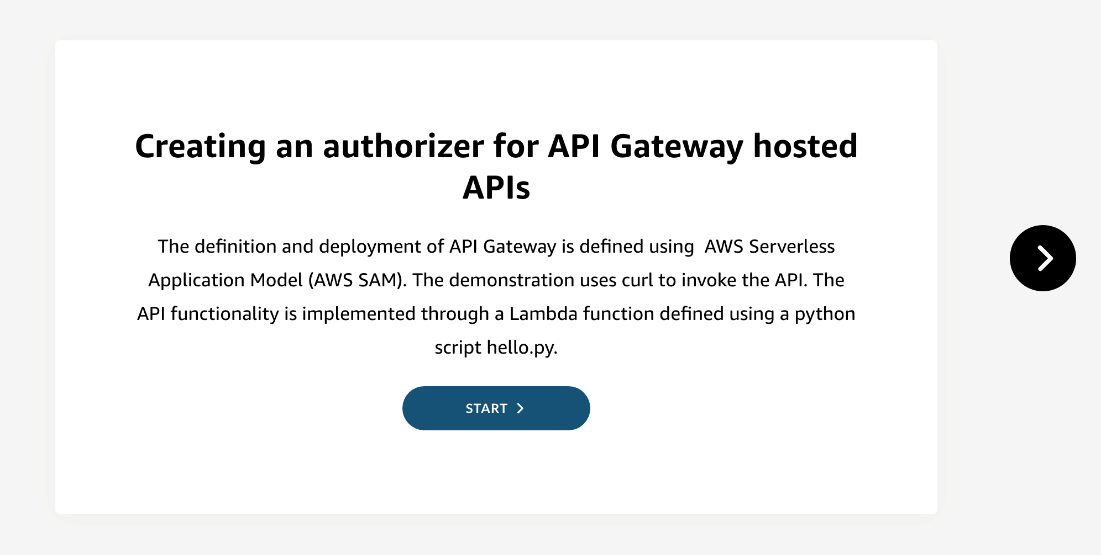 Creating an authorizer for API Gateway hosted
APIs
The definition and deployment of API Gateway is defined using  AWS Serverless
Application Model (AWS SAM). The demonstration uses curl to invoke the API. The
API functionality is implemented through a Lambda function defined using a python
script hello.py.
START